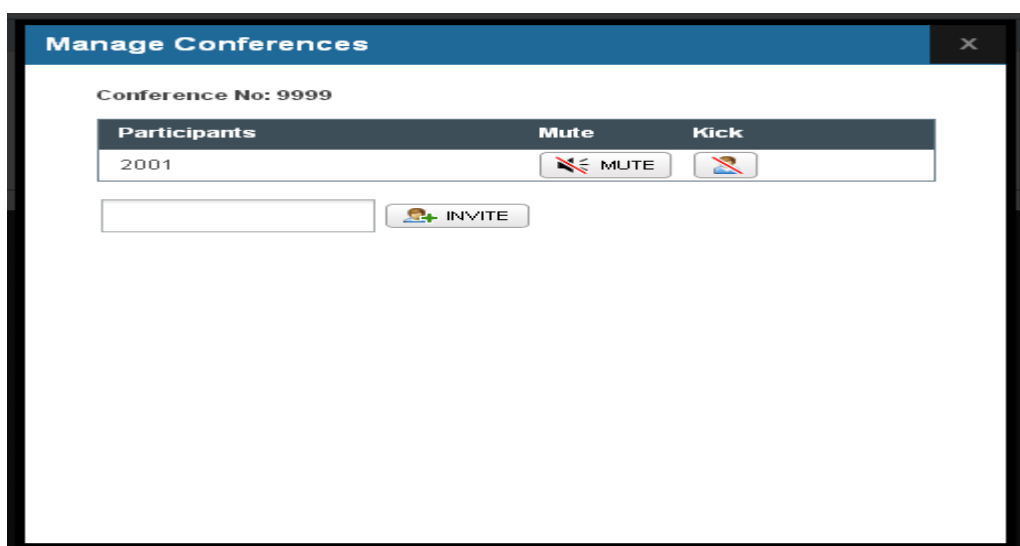 Manage Conferences x
Conference No: 9999
Participants Mute Kick
2001 MUTE
INVITE